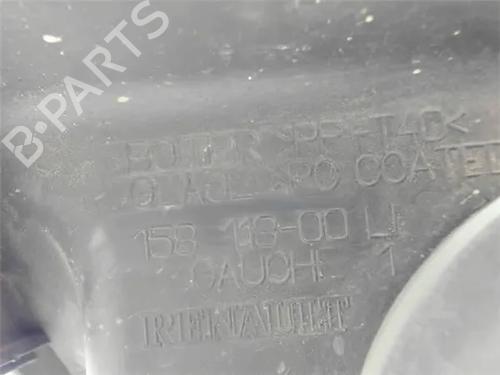 B-PARTS
BOITIER >PP-T40<
GLACE >PC COATED
158 118-00 LI
GAUCHE 1
RENAULT